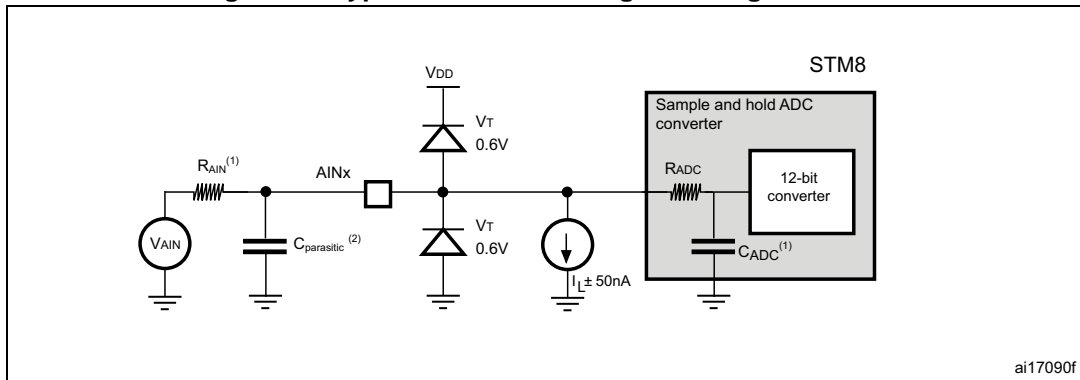 STM8
VDD
Sample and hold ADC
converter
VT
0.6V
RAIN(1)
AINx
RADC
12-bit
converter
VAIN
Cparasitic (2)
VT
0.6V
CADC(1)
IL± 50nA
ai17090f